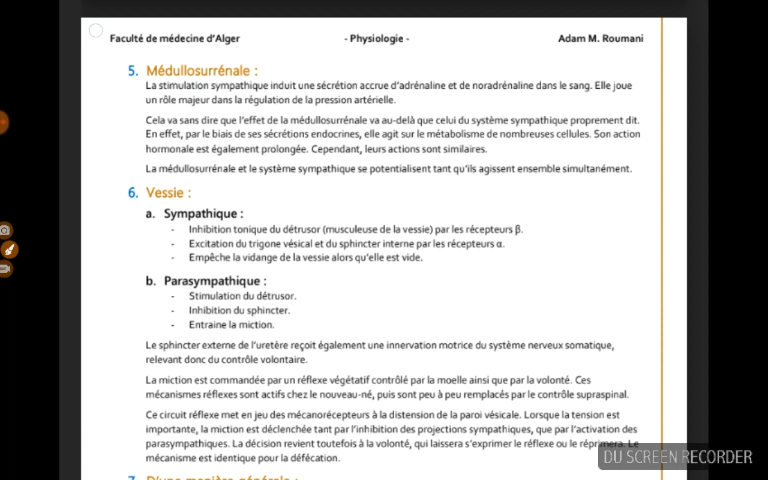 Faculté de médecine d'Alger - Physiologie - Adam M. Roumani
5. Médullosurrénale :
La stimulation sympathique induit une sécrétion accrue d'adrénaline et de noradrénaline dans le sang. Elle joue
un rôle majeur dans la régulation de la pression artérielle.
Cela va sans dire que l'effet de la médullosurrénale va au-delà que celui du système sympathique proprement dit.
En effet, par le biais de ses sécrétions endocrines, elle agit sur le métabolisme de nombreuses cellules. Son action
hormonale est également prolongée. Cependant, leurs actions sont similaires.
La médullosurrénale et le système sympathique se potentialisent tant qu'ils agissent ensemble simultanément.
6. Vessie :
a. Sympathique :
- Inhibition tonique du détrusor (musculeuse de la vessie) par les récepteurs β.
- Excitation du trigone vésical et du sphincter interne par les récepteurs α.
- Empêche la vidange de la vessie alors qu'elle est vide.
b. Parasympathique :
- Stimulation du détrusor.
- Inhibition du sphincter.
- Entraine la miction.
Le sphincter externe de l'uretère reçoit également une innervation motrice du système nerveux somatique,
relevant donc du contrôle volontaire.
La miction est commandée par un réflexe végétatif contrôlé par la moelle ainsi que par la volonté. Ces
mécanismes réflexes sont actifs chez le nouveau-né, puis sont peu à peu remplacés par le contrôle supraspinal.
Ce circuit réflexe met en jeu des mécanorécepteurs à la distension de la paroi vésicale. Lorsque la tension est
importante, la miction est déclenchée tant par l'inhibition des projections sympathiques, que par l'activation des
parasympathiques. La décision revient toutefois à la volonté, qui laissera s'exprimer le réflexe ou le réprimera. Le
mécanisme est identique pour la défécation.
DU SCREEN RECORDER
7. D'une manière générale :